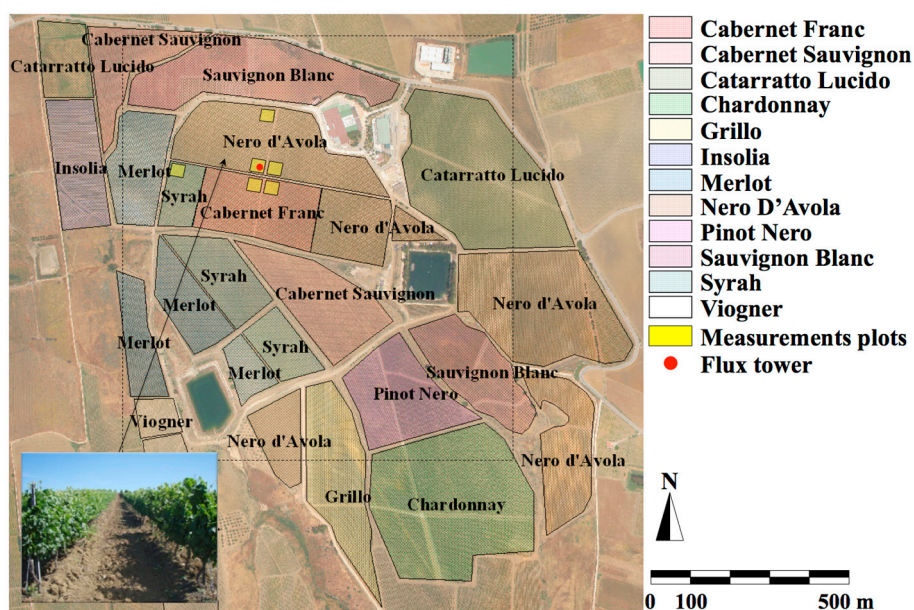 Cabernet Sauvignon
Catarratto Lucido
Sauvignon Blanc
Nero d'Avola
Insolia
Merlot
Syrah
Catarratto Lucido
Cabernet Franc
Nero d'Avola
Syrah
Cabernet Sauvignon
Merlot
Nero d'Avola
Merlot
Syrah
Merlot
Sauvignon Blanc
Pinot Nero
Viogner
Nero d'Avola
Nero d'Avola
Grillo
Chardonnay
Cabernet Franc
Cabernet Sauvignon
Catarratto Lucido
Chardonnay
Grillo
Insolia
Merlot
Nero D’Avola
Pinot Nero
Sauvignon Blanc
Syrah
Viogner
Measurements plots
Flux tower
N
0 100 500 m